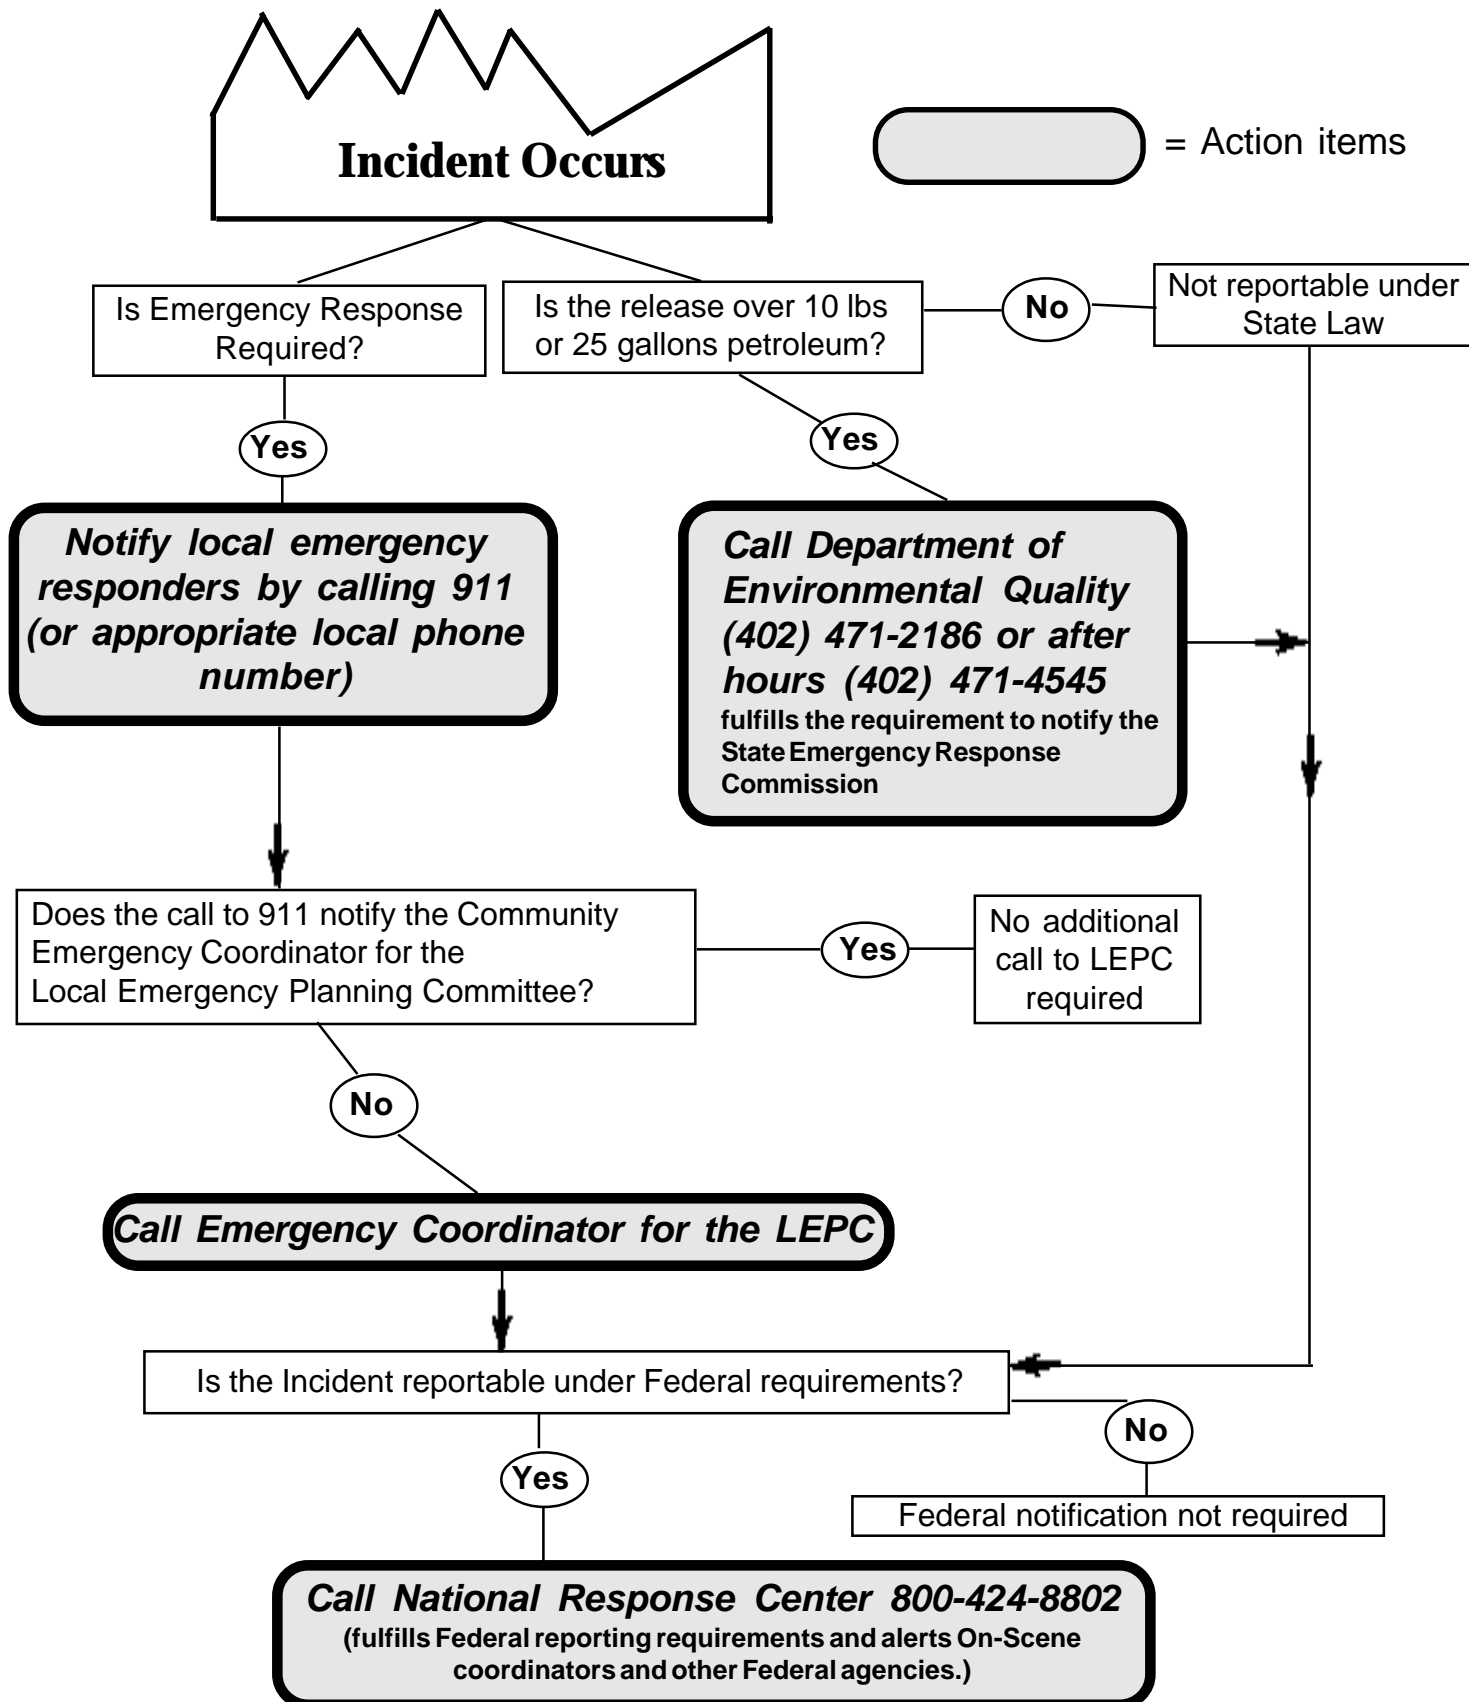 Incident Occurs
= Action items
Is Emergency Response
Required?
Is the release over 10 lbs
or 25 gallons petroleum?
No
Not reportable under
State Law
Yes
Yes
Notify local emergency
responders by calling 911
(or appropriate local phone
number)
Call Department of
Environmental Quality
(402) 471-2186 or after
hours (402) 471-4545
fulfills the requirement to notify the
State Emergency Response
Commission
Does the call to 911 notify the Community
Emergency Coordinator for the
Local Emergency Planning Committee?
Yes
No additional
call to LEPC
required
No
Call Emergency Coordinator for the LEPC
Is the Incident reportable under Federal requirements?
No
Yes
Federal notification not required
Call National Response Center 800-424-8802
(fulfills Federal reporting requirements and alerts On-Scene
coordinators and other Federal agencies.)